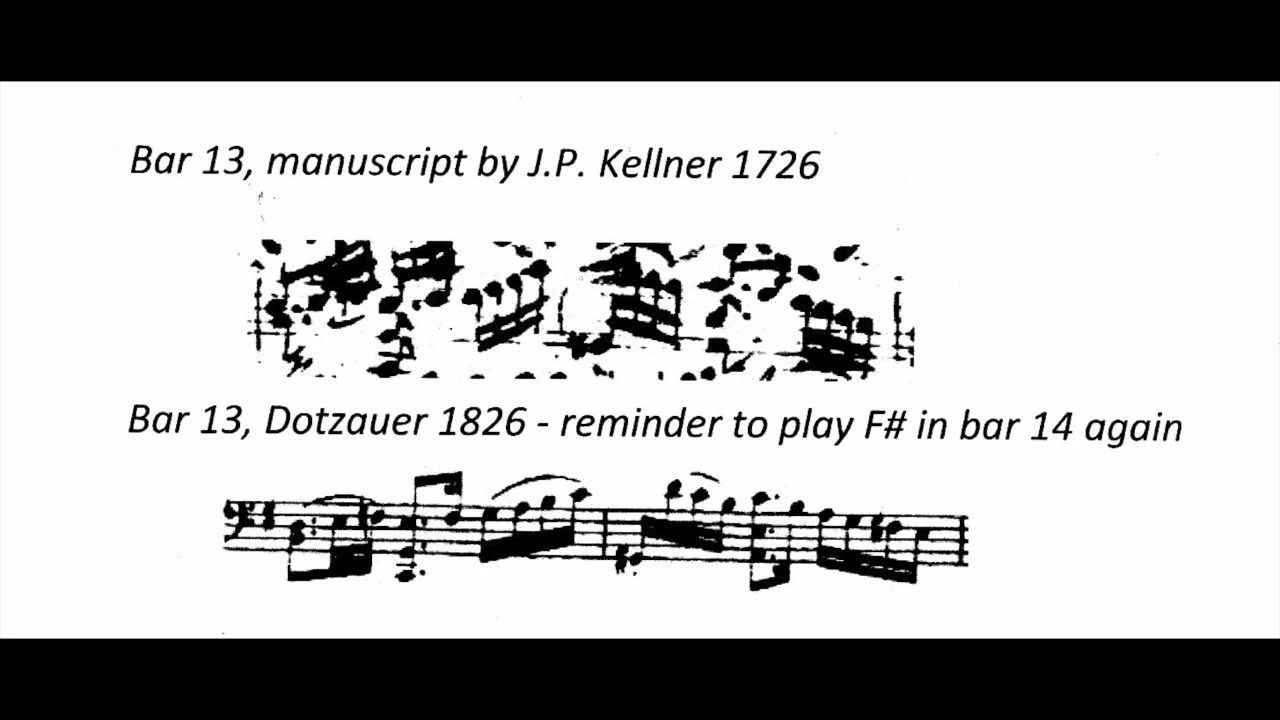 Bar 13, manuscript by J.P. Kellner 1726
Bar 13, Dotzauer 1826 - reminder to play F# in bar 14 again